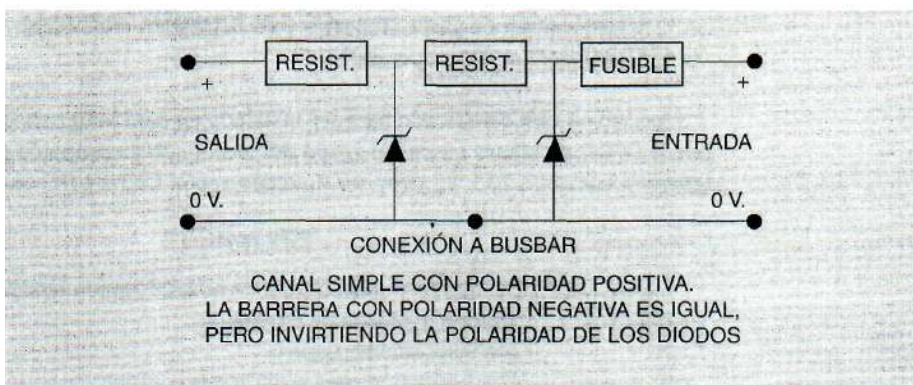 RESIST. RESIST. FUSIBLE
+ +
SALIDA ENTRADA
0 V. 0 V.
CONEXIÓN A BUSBAR
CANAL SIMPLE CON POLARIDAD POSITIVA.
LA BARRERA CON POLARIDAD NEGATIVA ES IGUAL,
PERO INVIRTIENDO LA POLARIDAD DE LOS DIODOS